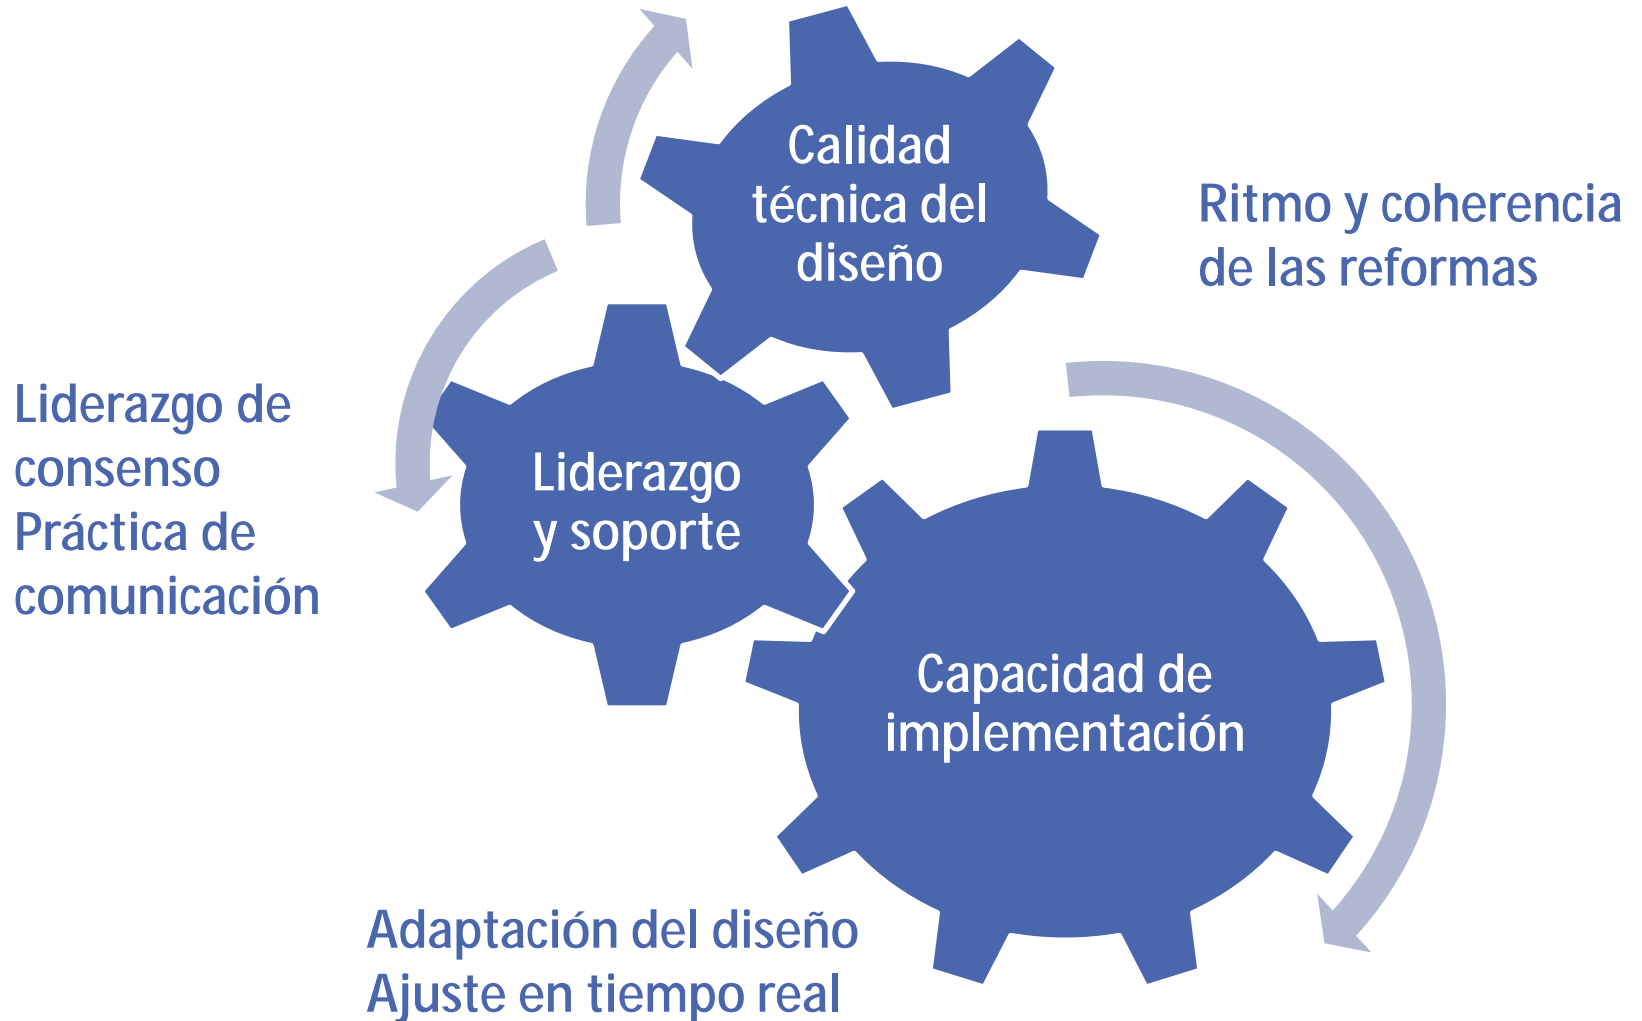 Calidad
técnica del
diseño
Ritmo y coherencia
de las reformas
Liderazgo de
consenso
Práctica de
comunicación
Liderazgo
y soporte
Capacidad de
implementación
Adaptación del diseño
Ajuste en tiempo real